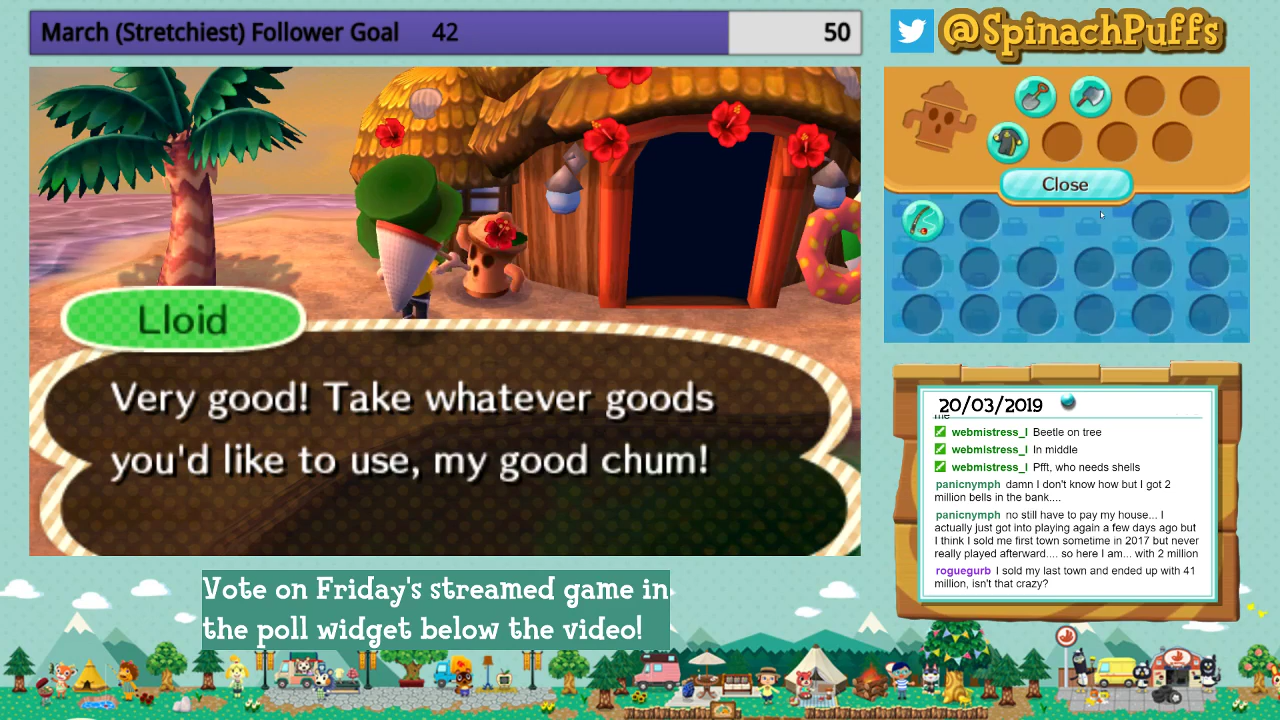 March (Stretchiest) Follower Goal 42 50
@SpinachPuffs
Close
Lloid
Very good! Take whatever goods
you'd like to use, my good chum!
20/03/2019
webmistress_l Beetle on tree
webmistress_l In middle
webmistress_l Pfft, who needs shells
panicnymph damn I don't know how but I got 2
million bells in the bank....
panicnymph no still have to pay my house... I
actually just got into playing again a few days ago but
I think I sold me first town sometime in 2017 but never
really played afterward.... so here I am... with 2 million
roguegurb I sold my last town and ended up with 41
million, isn't that crazy?
Vote on Friday's streamed game in
the poll widget below the video!